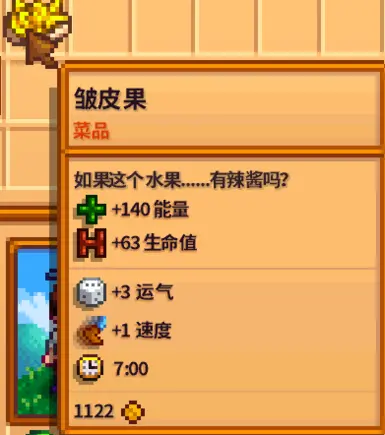 皱皮果
菜品
如果这个水果......有辣酱吗?
+140 能量
+63 生命值
+3 运气
+1 速度
7:00
1122